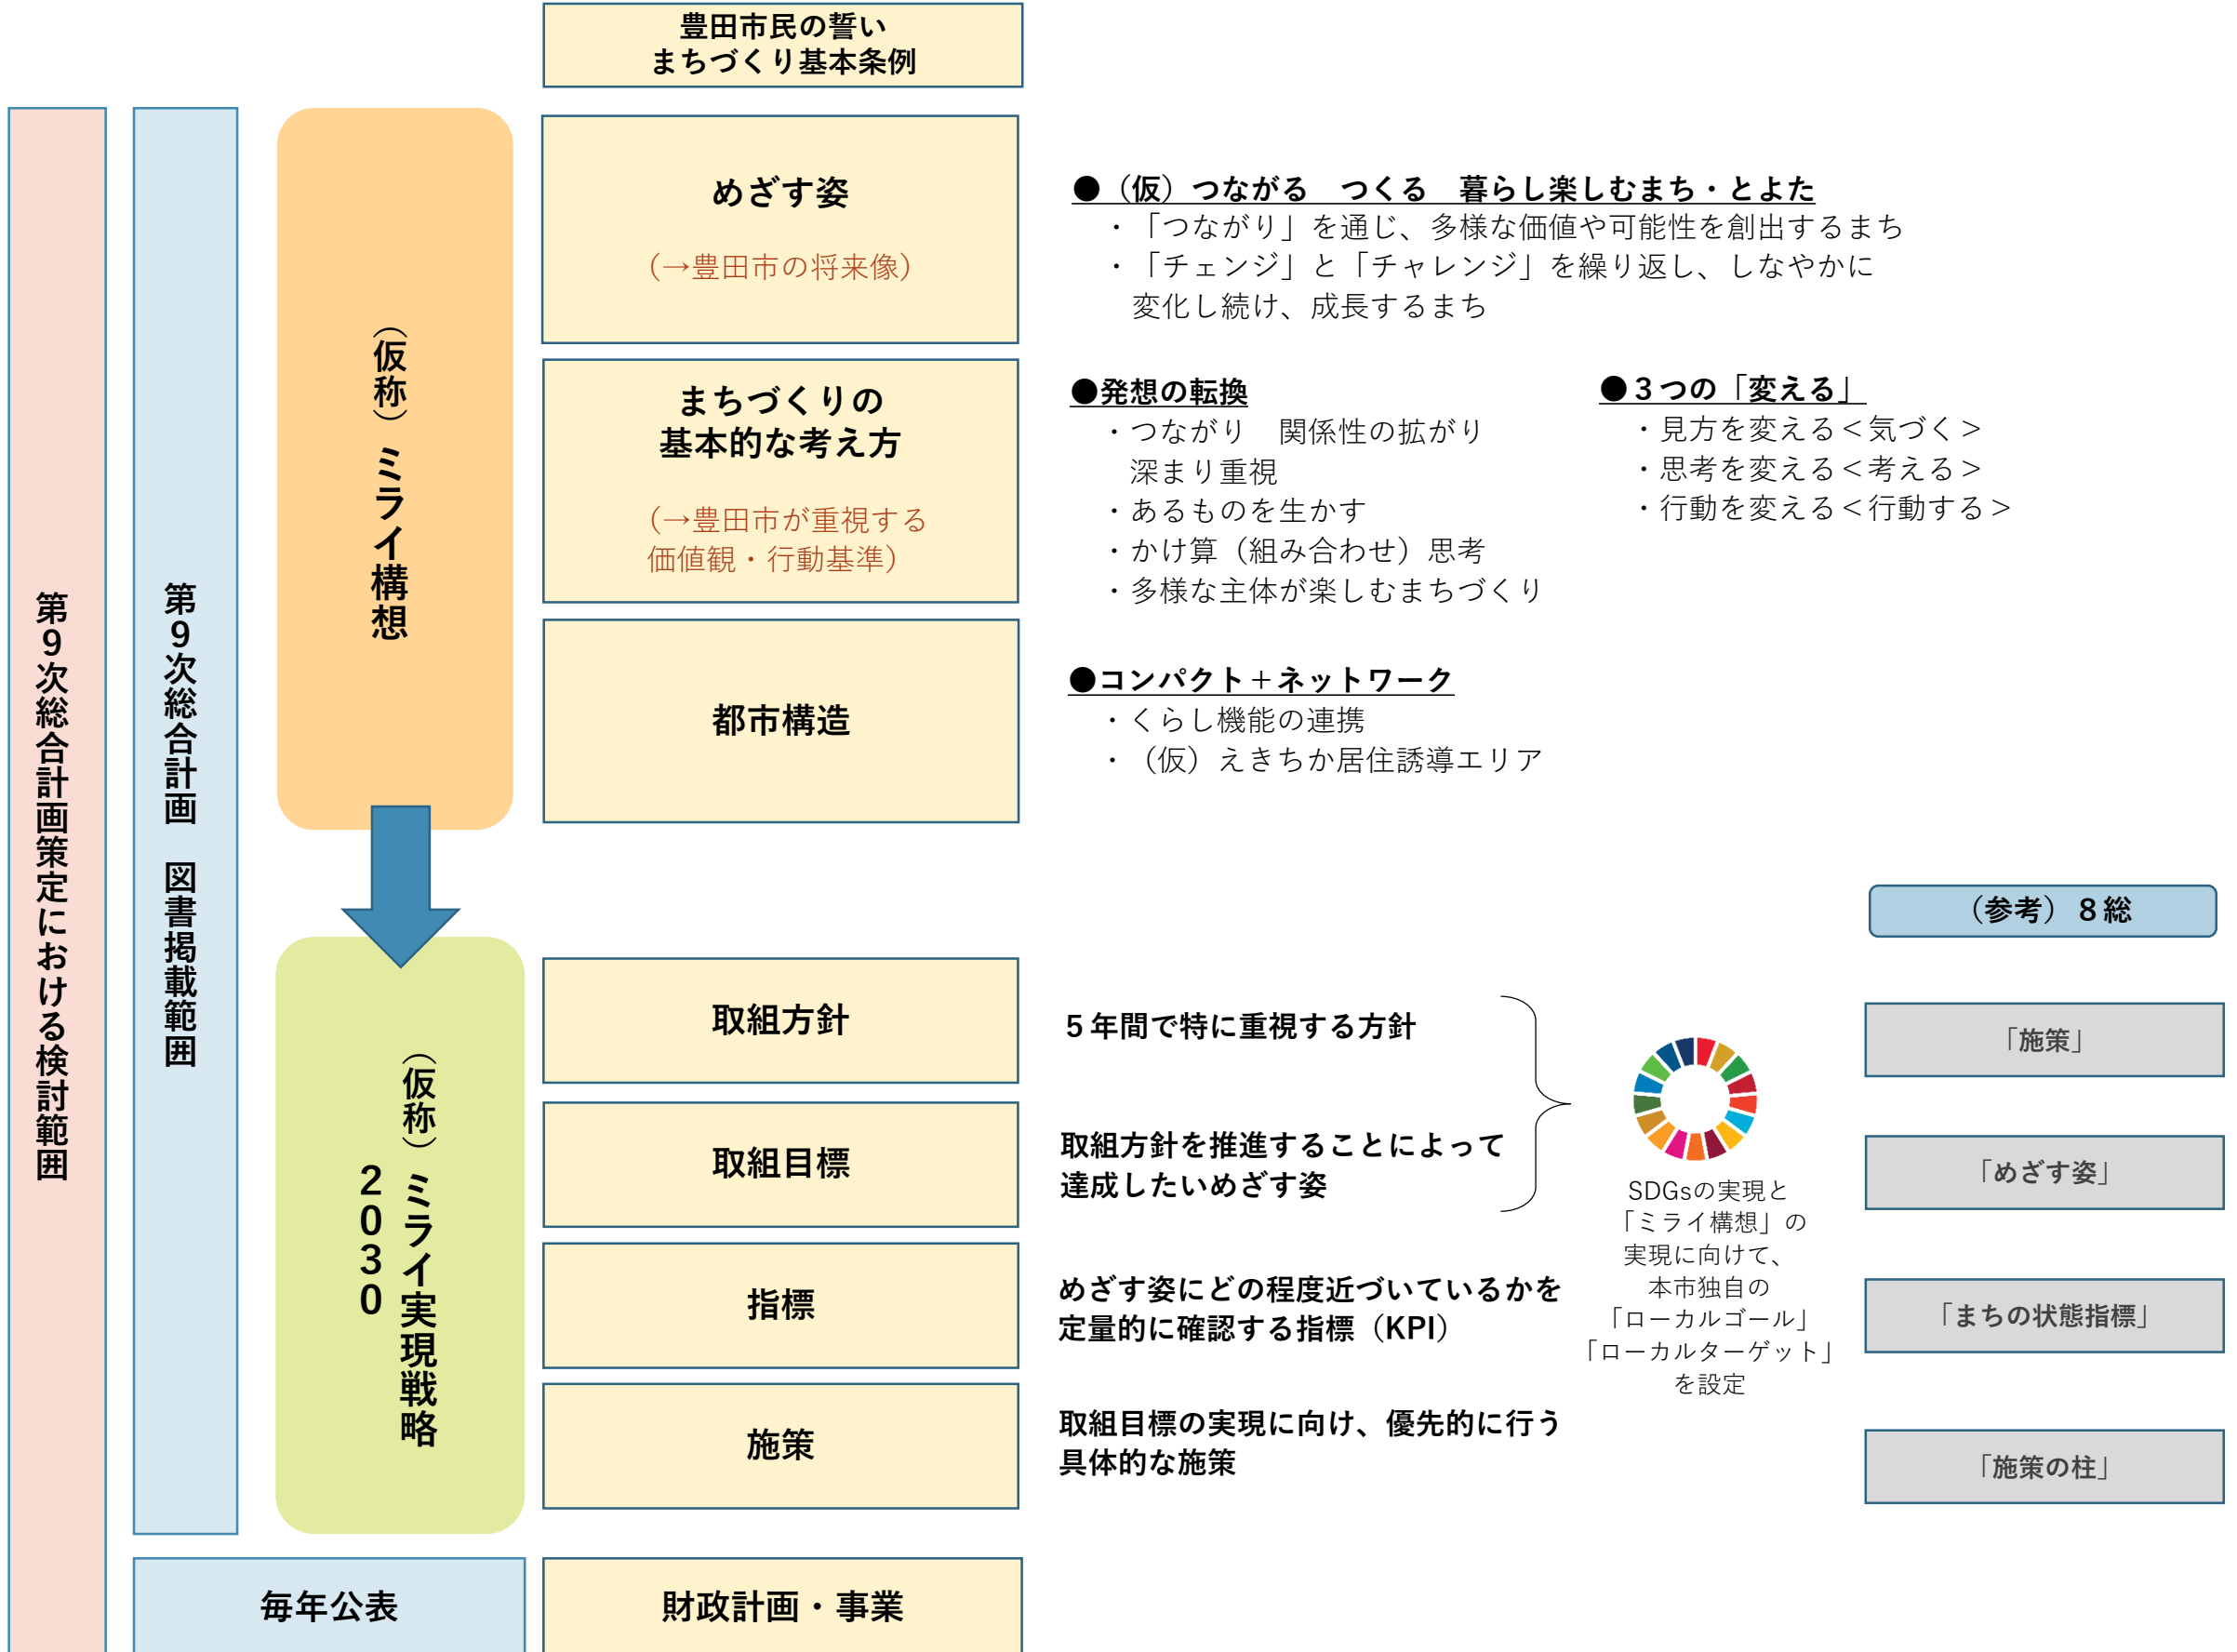 豊田市民の誓い
まちづくり基本条例
第９次総合計画策定における検討範囲
第９次総合計画　図書掲載範囲
（仮称）ミライ構想
めざす姿
（→豊田市の将来像）
●（仮）つながる　つくる　暮らし楽しむまち・とよた
・「つながり」を通じ、多様な価値や可能性を創出するまち
・「チェンジ」と「チャレンジ」を繰り返し、しなやかに
変化し続け、成長するまち
まちづくりの
基本的な考え方
（→豊田市が重視する
価値観・行動基準）
●発想の転換
・つながり　関係性の拡がり
深まり重視
・あるものを生かす
・かけ算（組み合わせ）思考
・多様な主体が楽しむまちづくり
●３つの「変える」
・見方を変える＜気づく＞
・思考を変える＜考える＞
・行動を変える＜行動する＞
都市構造
●コンパクト＋ネットワーク
・くらし機能の連携
・（仮）えきちか居住誘導エリア
（仮称）ミライ実現戦略
２０３０
取組方針
５年間で特に重視する方針
取組目標
取組方針を推進することによって
達成したいめざす姿
指標
めざす姿にどの程度近づいているかを
定量的に確認する指標（KPI）
施策
取組目標の実現に向け、優先的に行う
具体的な施策
SDGsの実現と
「ミライ構想」の
実現に向けて、
本市独自の
「ローカルゴール」
「ローカルターゲット」
を設定
（参考）８総
「施策」
「めざす姿」
「まちの状態指標」
「施策の柱」
毎年公表
財政計画・事業